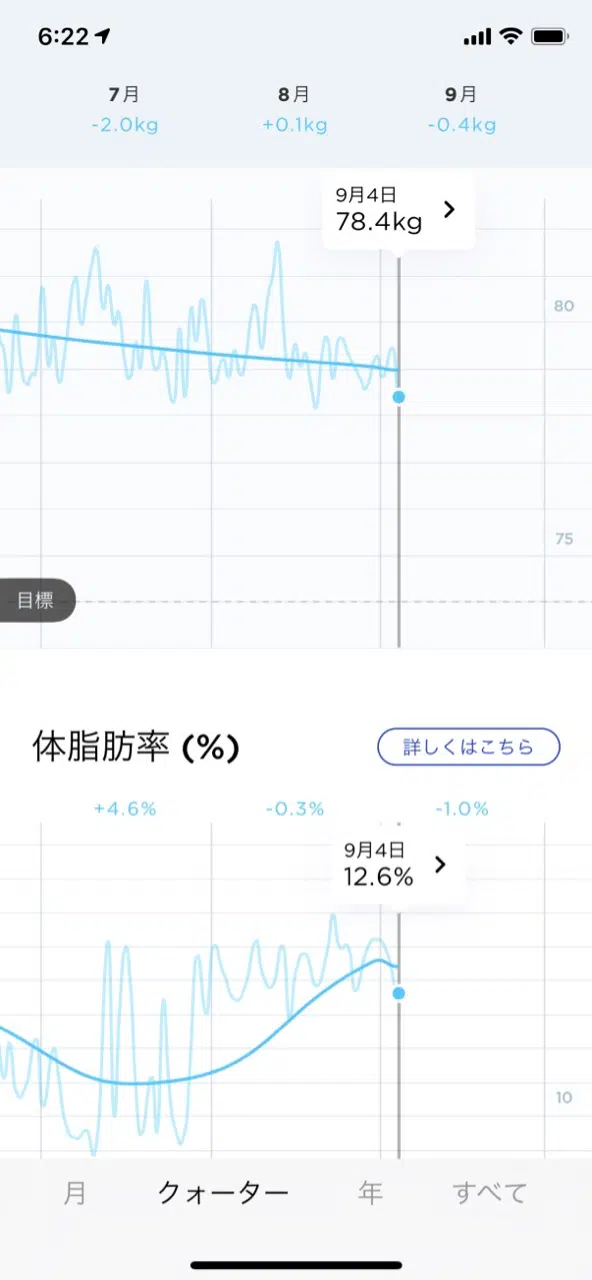 6:22
7月 8月 9月
-2.0kg +0.1kg -0.4kg
9月4日
78.4kg
80
75
目標
体脂肪率 (%)
詳しくはこちら
+4.6% -0.3% -1.0%
9月4日
12.6%
10
月 クォーター 年 すべて